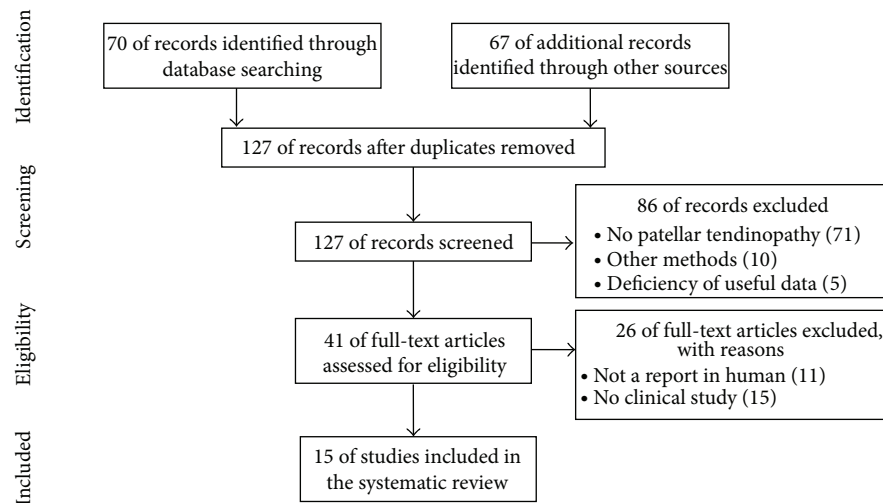 Identification
70 of records identified through
database searching
67 of additional records
identified through other sources
127 of records after duplicates removed
Screening
127 of records screened
86 of records excluded
• No patellar tendinopathy (71)
• Other methods (10)
• Deficiency of useful data (5)
Eligibility
41 of full-text articles
assessed for eligibility
26 of full-text articles excluded,
with reasons
• Not a report in human (11)
• No clinical study (15)
Included
15 of studies included in
the systematic review